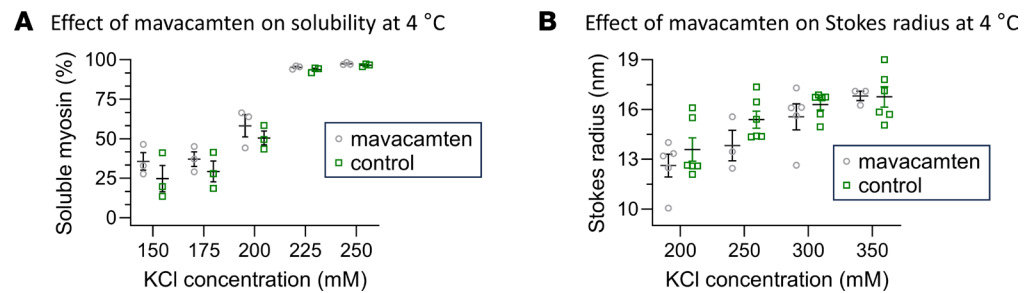 A Effect of mavacamten on solubility at 4 °C
100
75
50
25
0
Soluble myosin (%)
150 175 200 225 250
KCl concentration (mM)
mavacamten
control
B Effect of mavacamten on Stokes radius at 4 °C
19
16
13
10
Stokes radius (nm)
200 250 300 350
KCl concentration (mM)
mavacamten
control